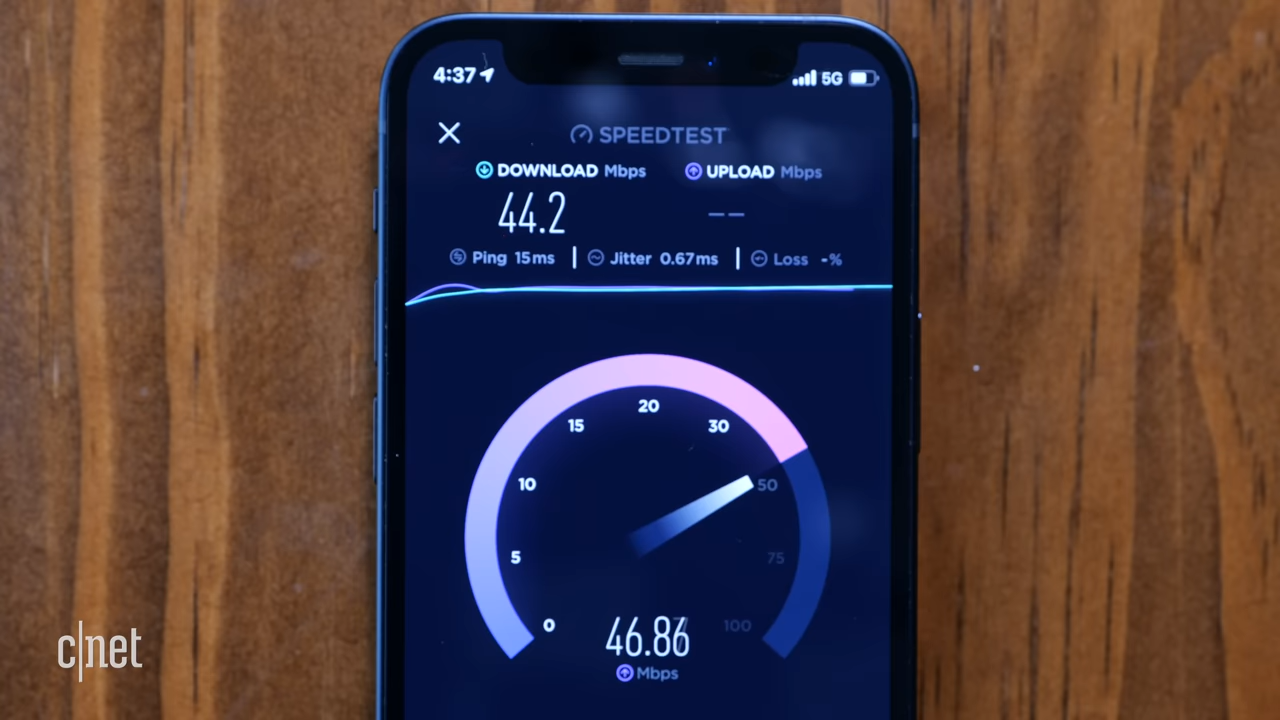 4:37 5G
SPEEDTEST
DOWNLOAD Mbps UPLOAD Mbps
44.2 --
Ping 15ms | Jitter 0.67ms | Loss -%
20
15 30
10 50
5 75
0 46.86 100
Mbps
c|net